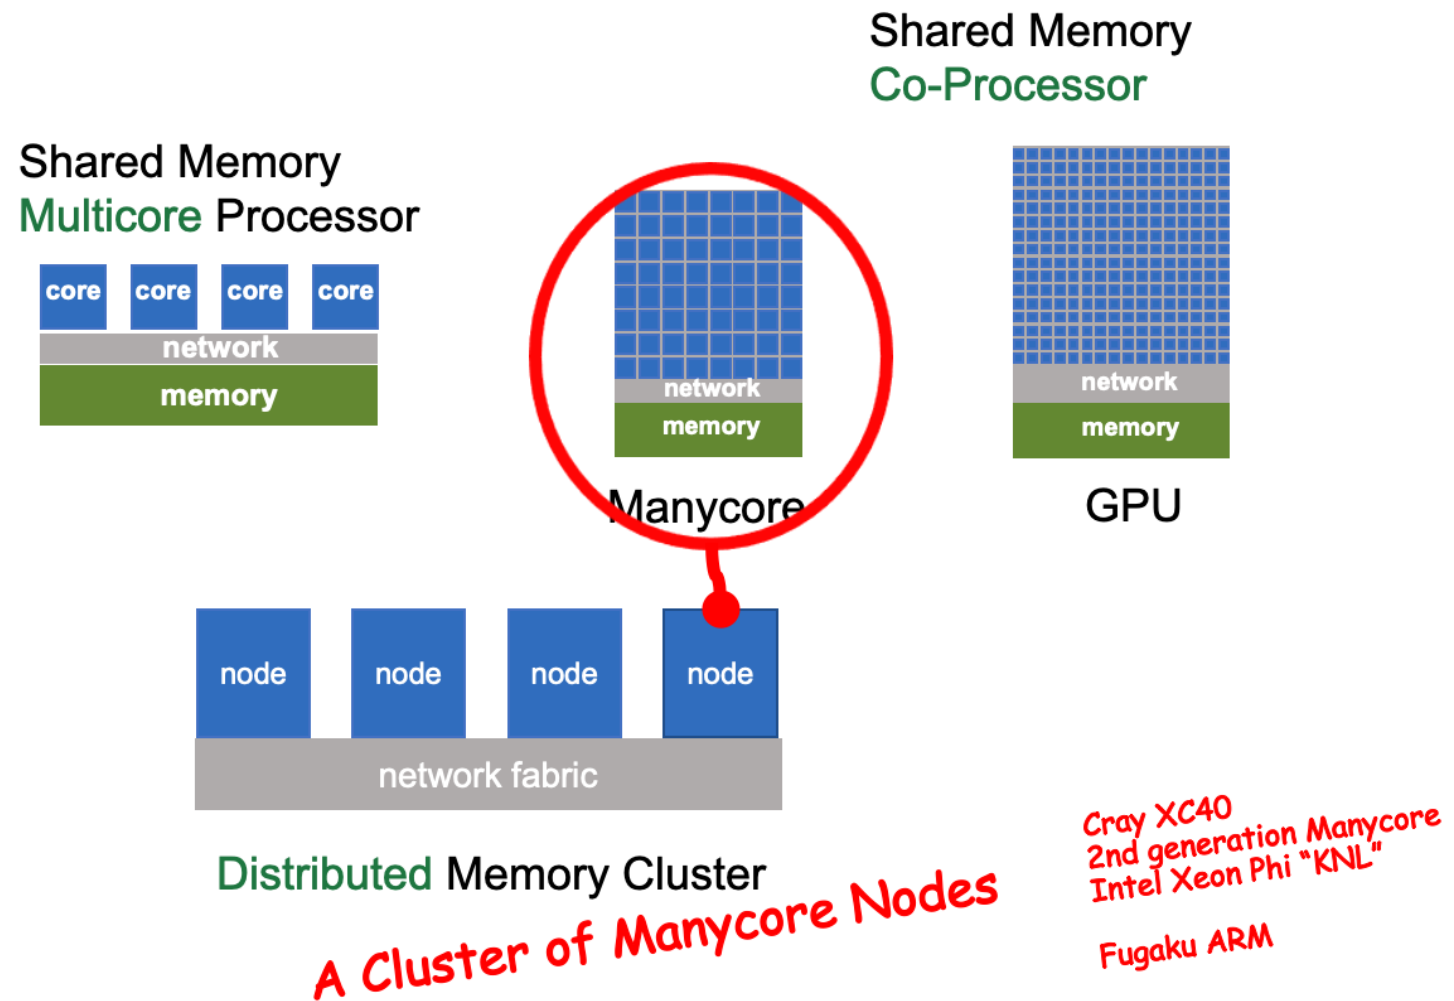 Shared Memory
Co-Processor
Shared Memory
Multicore Processor
core core core core
network
memory
network
memory
Manycore
network
memory
GPU
node node node node
network fabric
Distributed Memory Cluster
A Cluster of Manycore Nodes
Cray XC40
2nd generation Manycore
Intel Xeon Phi “KNL”
Fugaku ARM